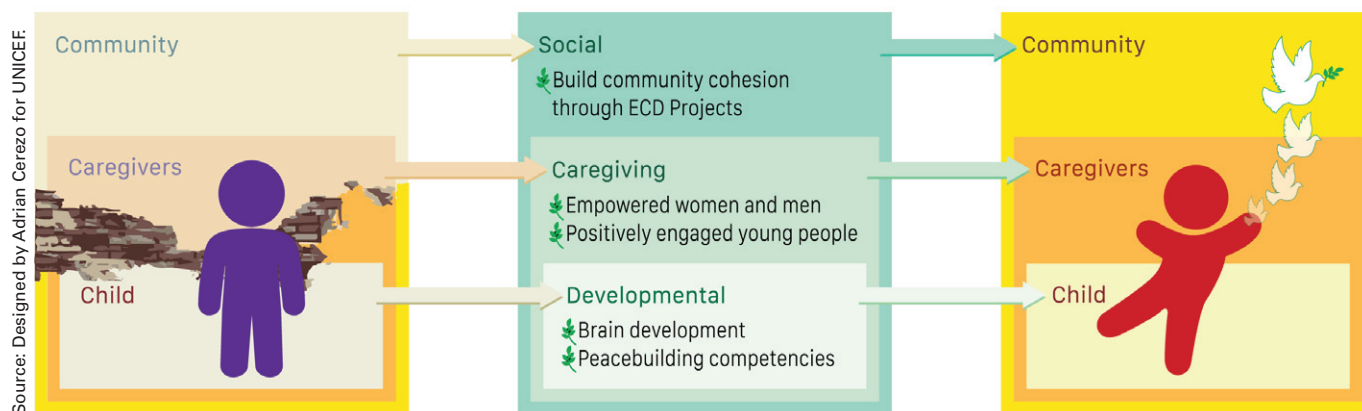 Source: Designed by Adrian Cerezo for UNICEF.
Community
Caregivers
Child
Social
Build community cohesion
through ECD Projects
Caregiving
Empowered women and men
Positively engaged young people
Developmental
Brain development
Peacebuilding competencies
Community
Caregivers
Child